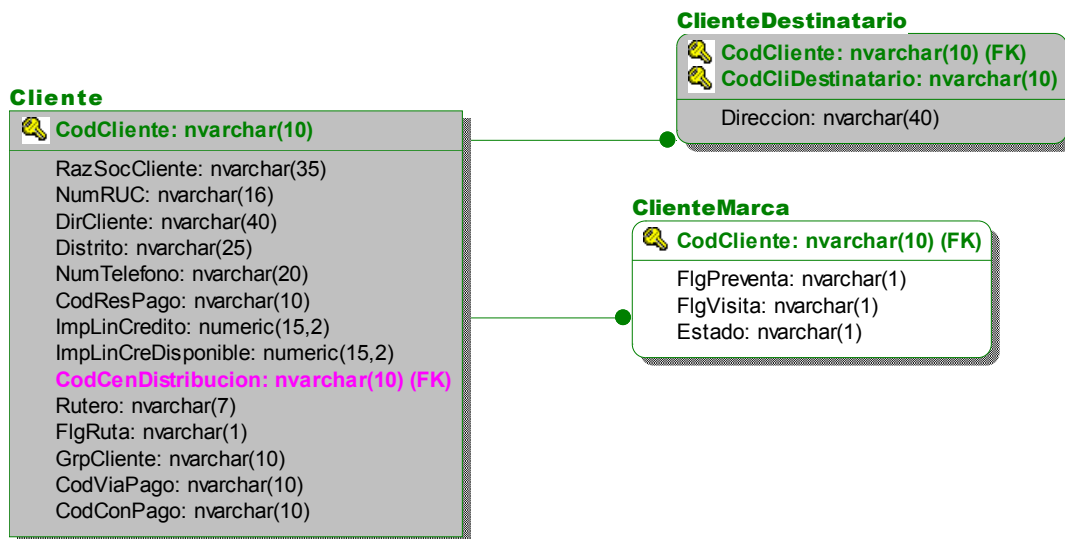 ClienteDestinatario
CodCliente: nvarchar(10) (FK)
CodCliDestinatario: nvarchar(10)
Direccion: nvarchar(40)
Cliente
CodCliente: nvarchar(10)
RazSocCliente: nvarchar(35)
NumRUC: nvarchar(16)
DirCliente: nvarchar(40)
Distrito: nvarchar(25)
NumTelefono: nvarchar(20)
CodResPago: nvarchar(10)
ImpLinCredito: numeric(15,2)
ImpLinCreDisponible: numeric(15,2)
CodCenDistribucion: nvarchar(10) (FK)
Rutero: nvarchar(7)
FlgRuta: nvarchar(1)
GrpCliente: nvarchar(10)
CodViaPago: nvarchar(10)
CodConPago: nvarchar(10)
ClienteMarca
CodCliente: nvarchar(10) (FK)
FlgPreventa: nvarchar(1)
FlgVisita: nvarchar(1)
Estado: nvarchar(1)